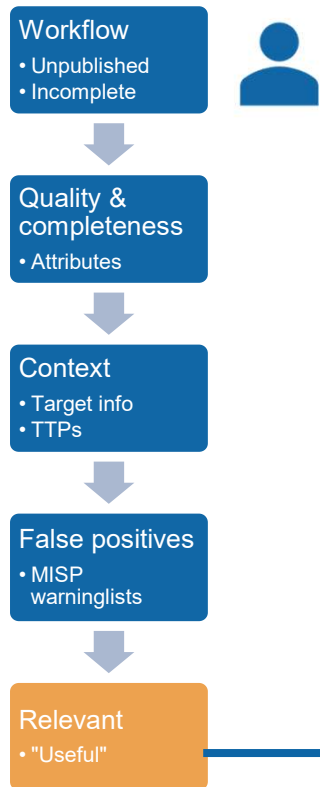 Workflow
• Unpublished
• Incomplete
Quality &
completeness
• Attributes
Context
• Target info
• TTPs
False positives
• MISP
warninglists
Relevant
• "Useful"